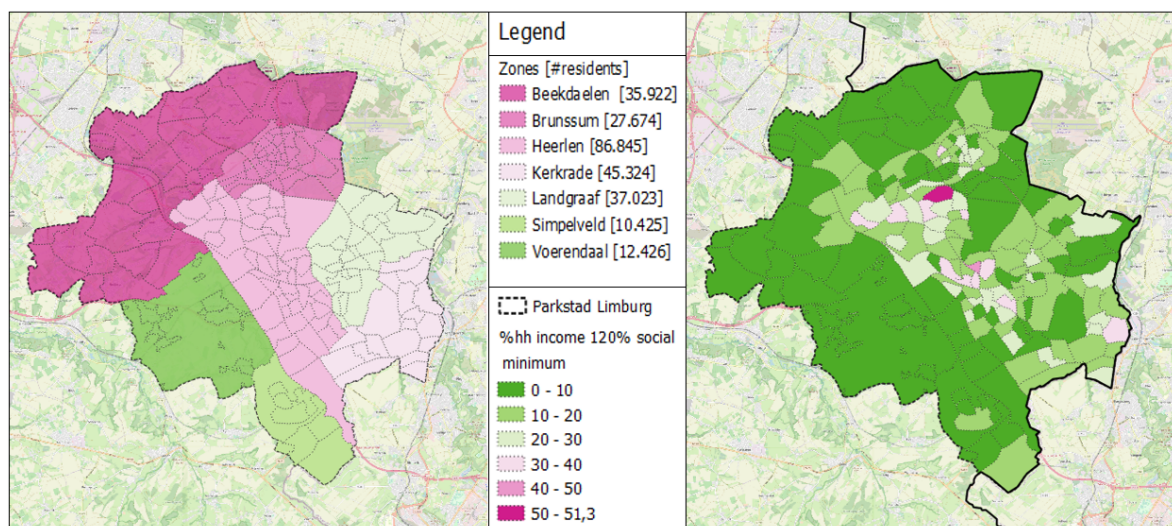 Legend
Zones [#residents]
Beekdaelen [35.922]
Brunssum [27.674]
Heerlen [86.845]
Kerkrade [45.324]
Landgraaf [37.023]
Simpelveld [10.425]
Voerendaal [12.426]
Parkstad Limburg
%hh income 120% social
minimum
0 - 10
10 - 20
20 - 30
30 - 40
40 - 50
50 - 51,3